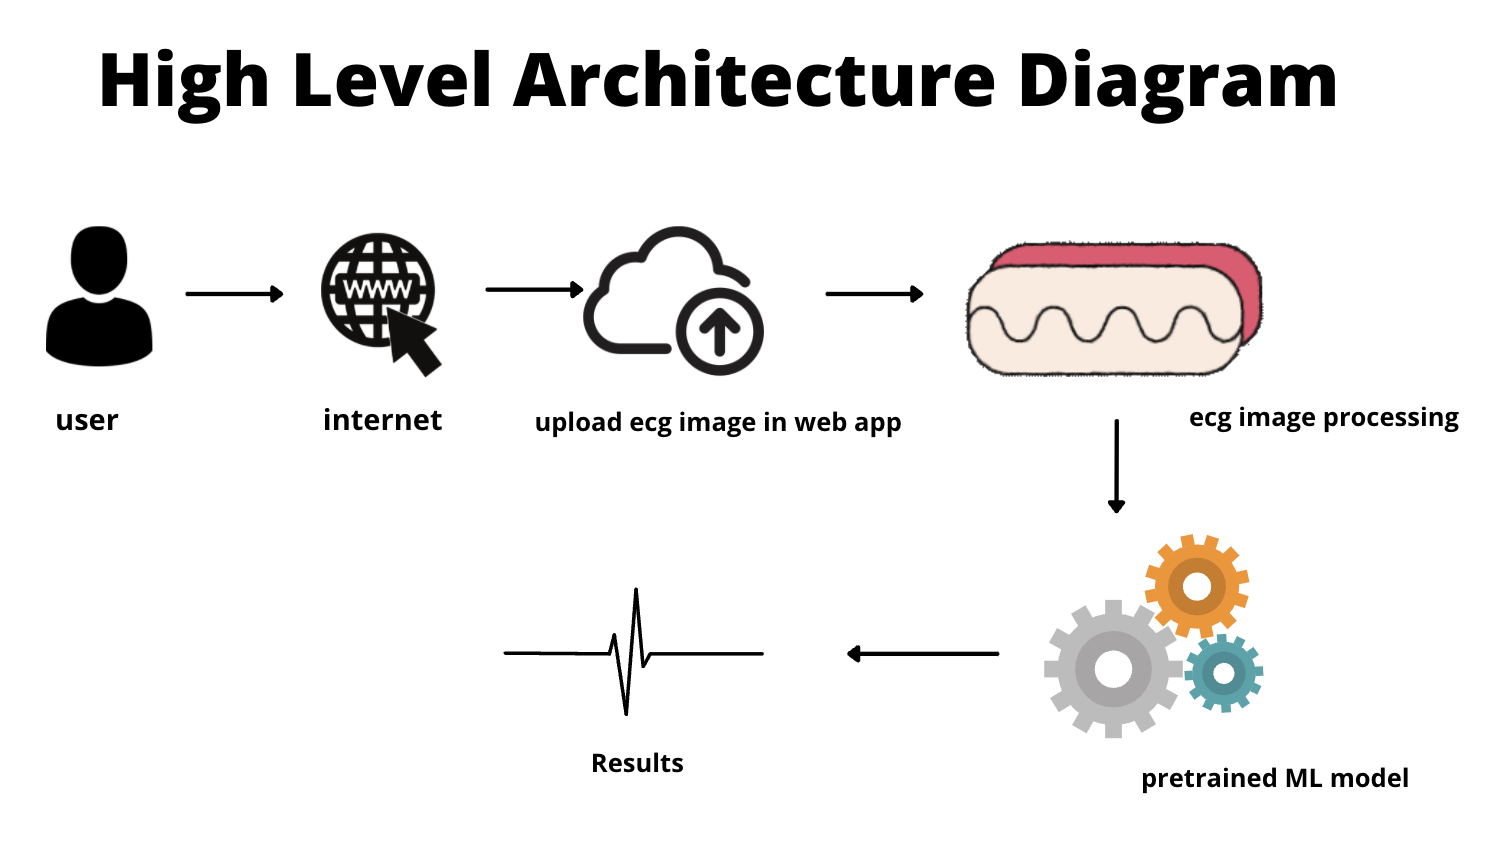 High Level Architecture Diagram
www
user
internet
upload ecg image in web app
ecg image processing
Results
pretrained ML model